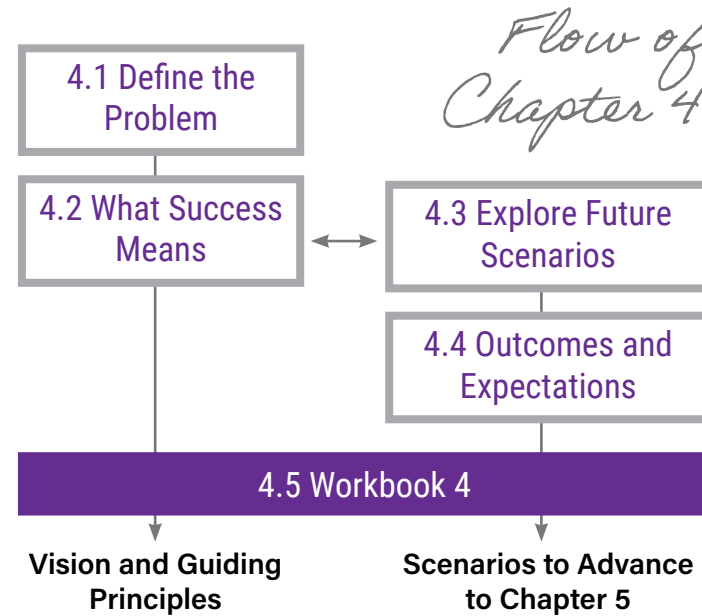 Flow of
Chapter 4
4.1 Define the
Problem
4.2 What Success
Means
4.3 Explore Future
Scenarios
4.4 Outcomes and
Expectations
4.5 Workbook 4
Vision and Guiding
Principles
Scenarios to Advance
to Chapter 5